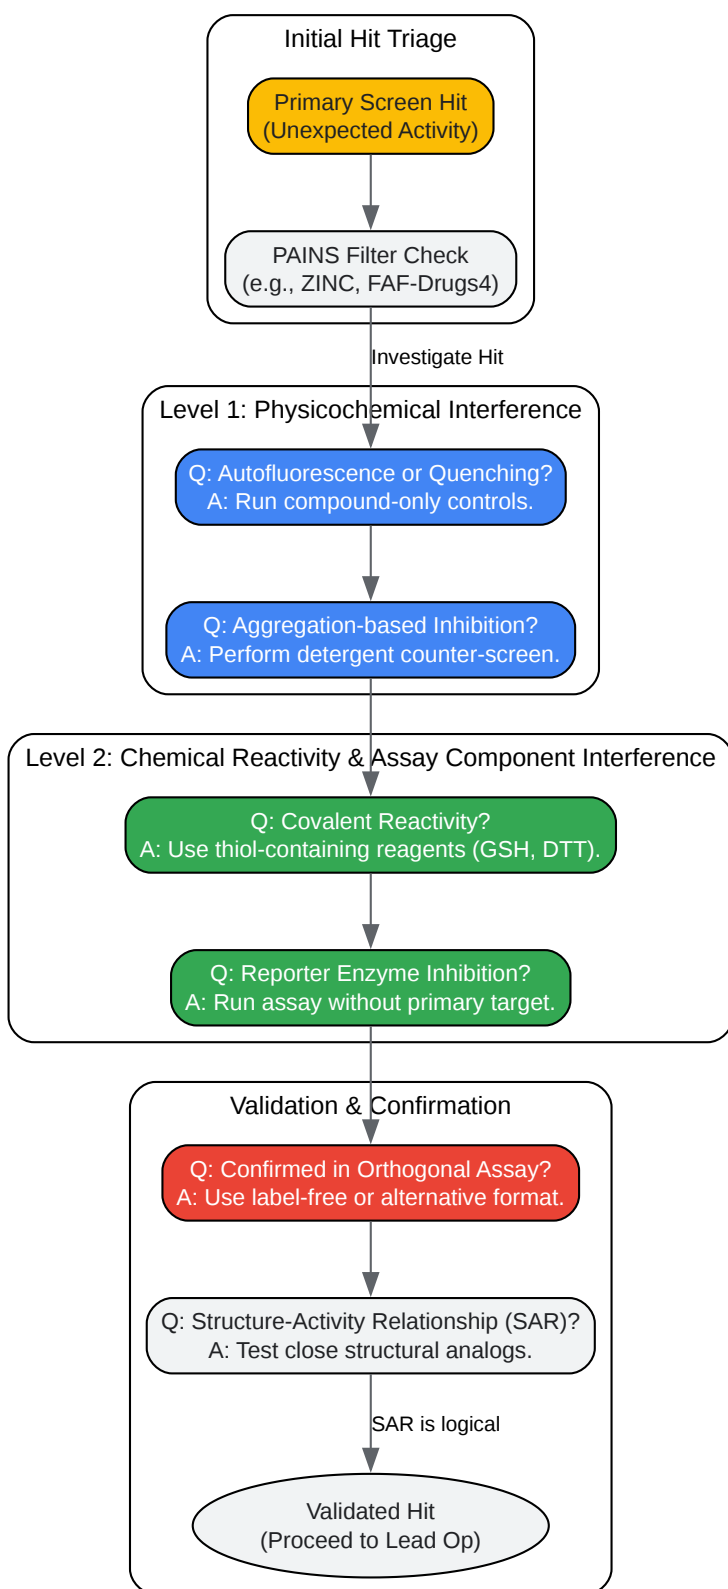 Initial Hit Triage
Primary Screen Hit
(Unexpected Activity)
PAINS Filter Check
(e.g., ZINC, FAF-Drugs4)
Investigate Hit
Level 1: Physicochemical Interference
Q: Autofluorescence or Quenching?
A: Run compound-only controls.
Q: Aggregation-based Inhibition?
A: Perform detergent counter-screen.
Level 2: Chemical Reactivity & Assay Component Interference
Q: Covalent Reactivity?
A: Use thiol-containing reagents (GSH, DTT).
Q: Reporter Enzyme Inhibition?
A: Run assay without primary target.
Validation & Confirmation
Q: Confirmed in Orthogonal Assay?
A: Use label-free or alternative format.
Q: Structure-Activity Relationship (SAR)?
A: Test close structural analogs.
SAR is logical
Validated Hit
(Proceed to Lead Op)